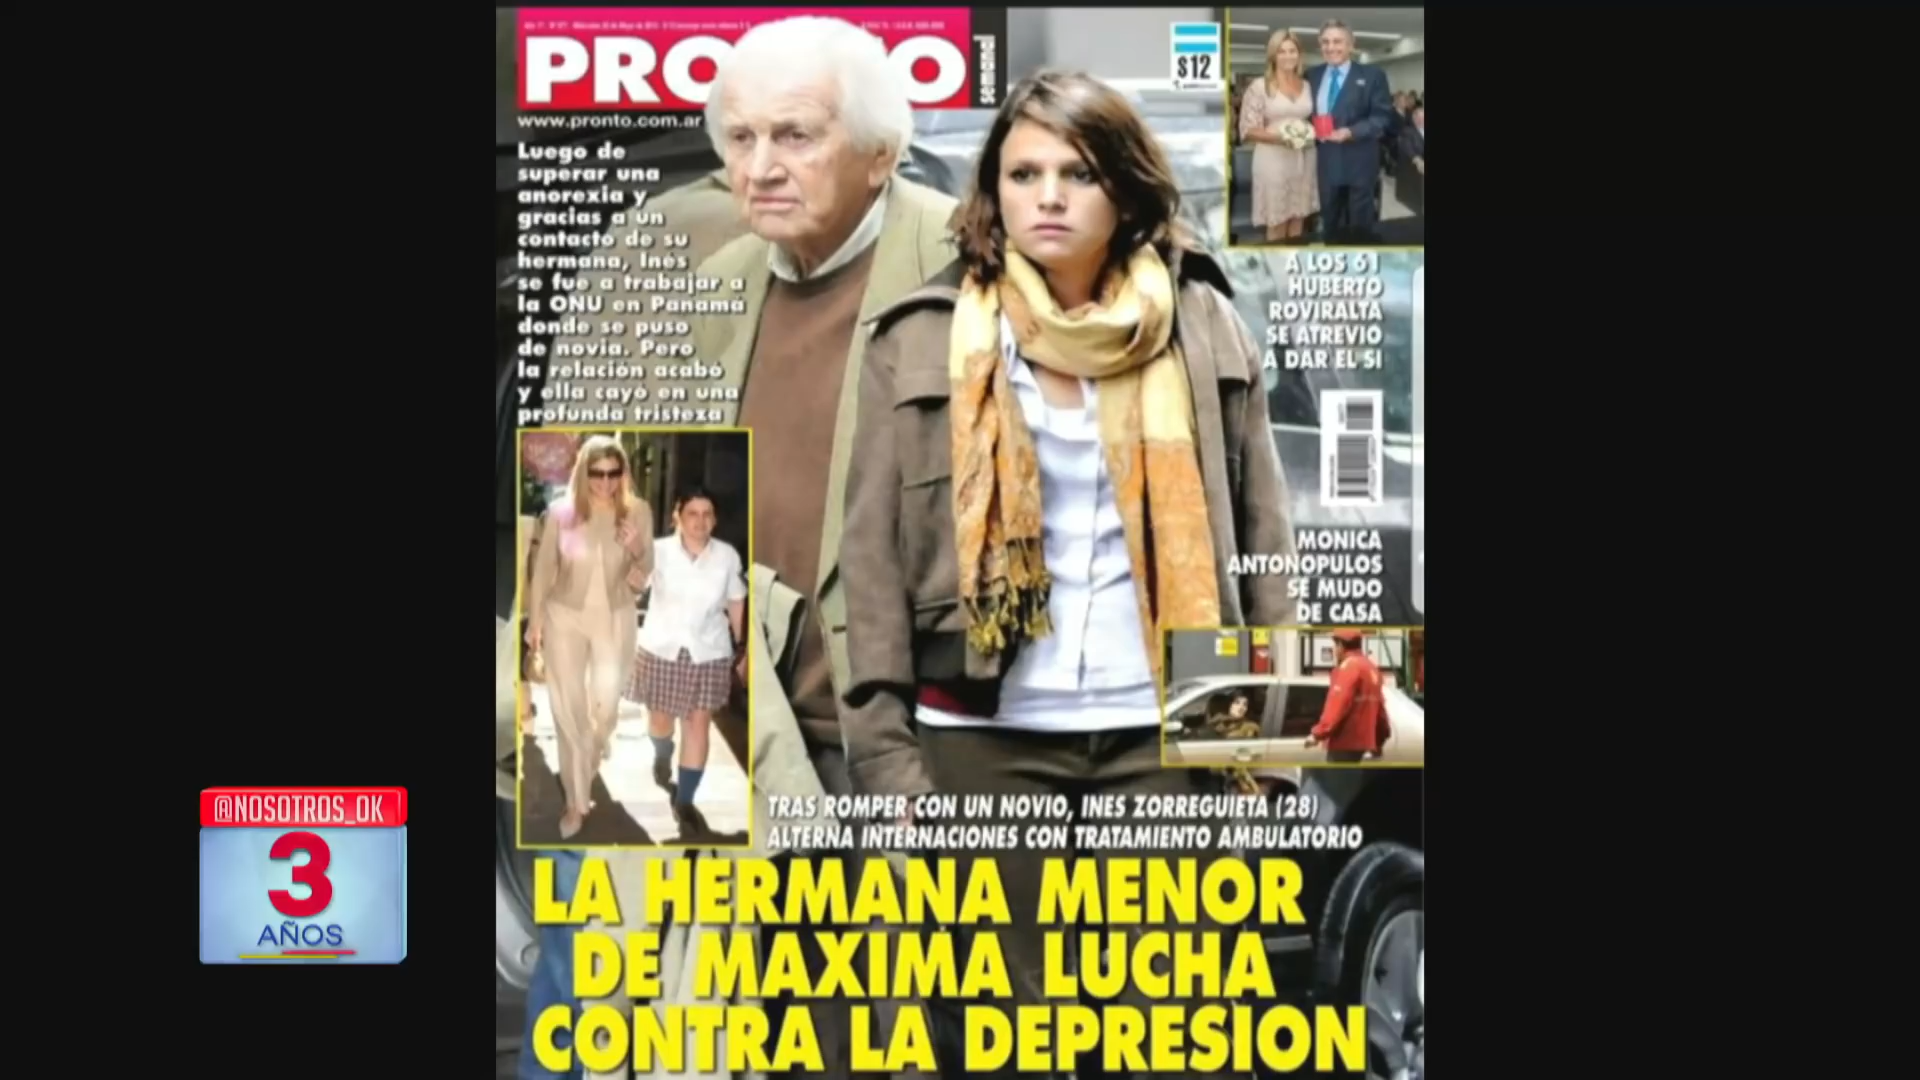 PRONTO
semanal
$12
www.pronto.com.ar
Luego de
superar una
anorexia y
gracias a un
contacto de su
hermana, Inés
se fue a trabajar a
la ONU en Panamá
donde se puso
de novia. Pero
la relación acabó
y ella cayó en una
profunda tristeza
A LOS 61
HUBERTO
ROVIRALTA
SE ATREVIO
A DAR EL SI
MONICA
ANTONOPULOS
SE MUDO
DE CASA
TRAS ROMPER CON UN NOVIO, INES ZORREGUIETA (28)
ALTERNA INTERNACIONES CON TRATAMIENTO AMBULATORIO
LA HERMANA MENOR
DE MAXIMA LUCHA
CONTRA LA DEPRESION
@NOSOTROS_OK
3
AÑOS